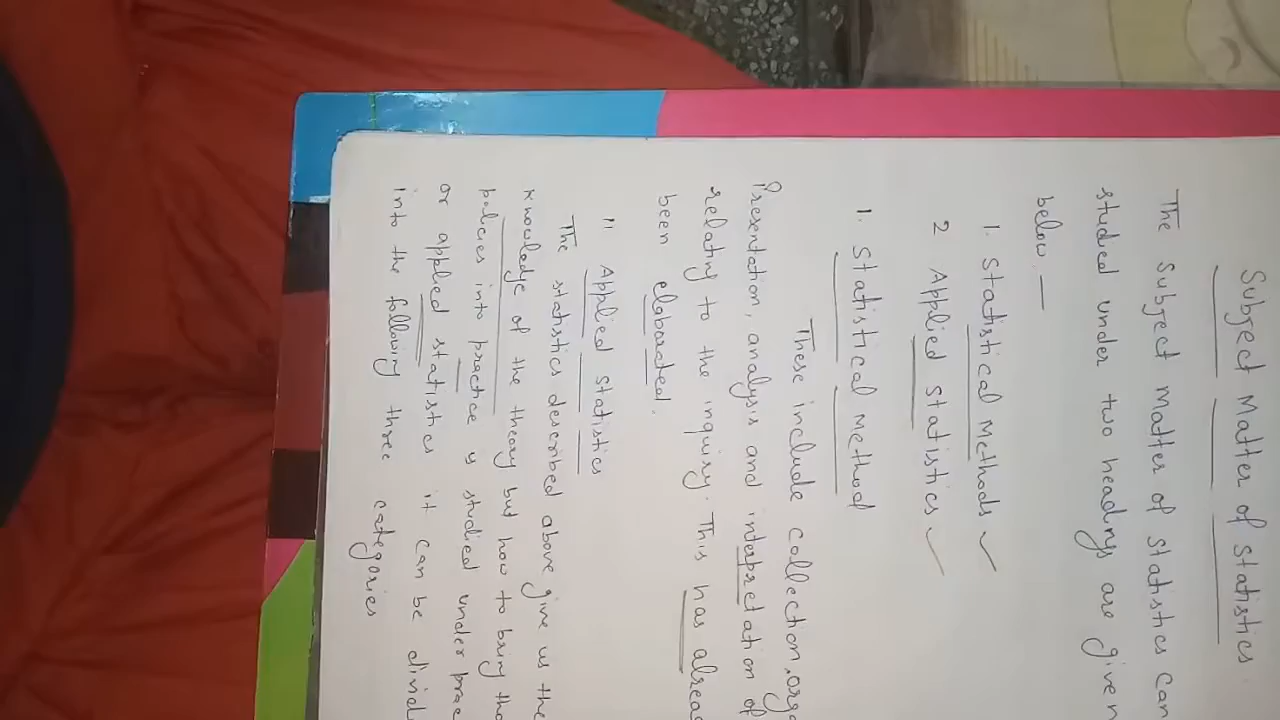 Subject Matter of Statistics.
The Subject Matter of Statistics can
studied under two headings are given
below. —
1. Statistical Methods ✓
2 Applied Statistics ✓
1. Statistical Method
These include collection, orga
Presentation, analysis and interpretation of
relating to the inquiry. This has alrea
been elaborated.
11 Applied Statistics
The statistics described above give us the
knowledge of the theory but how to bring tho
policies into practice is studied under prac
or applied statistics it can be divide
into the following three categories